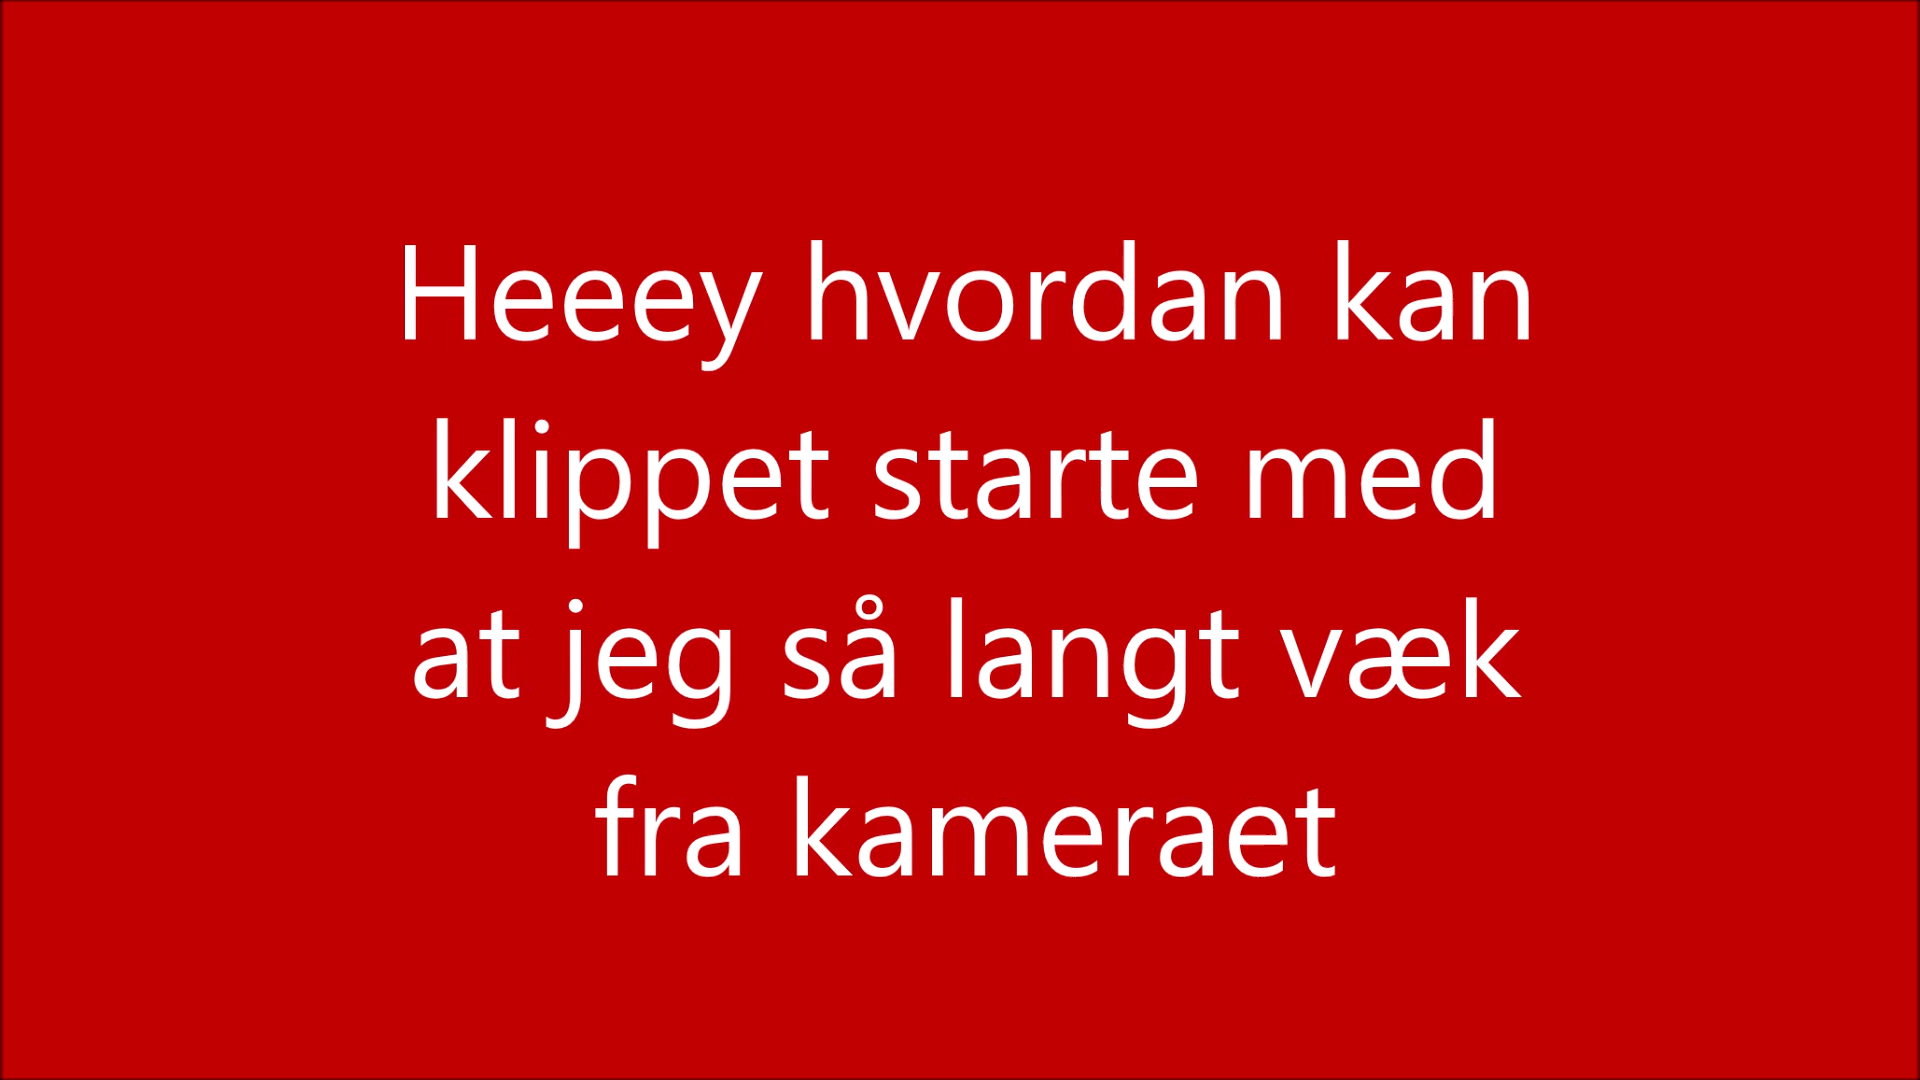 Heeey hvordan kan
klippet starte med
at jeg så langt væk
fra kameraet